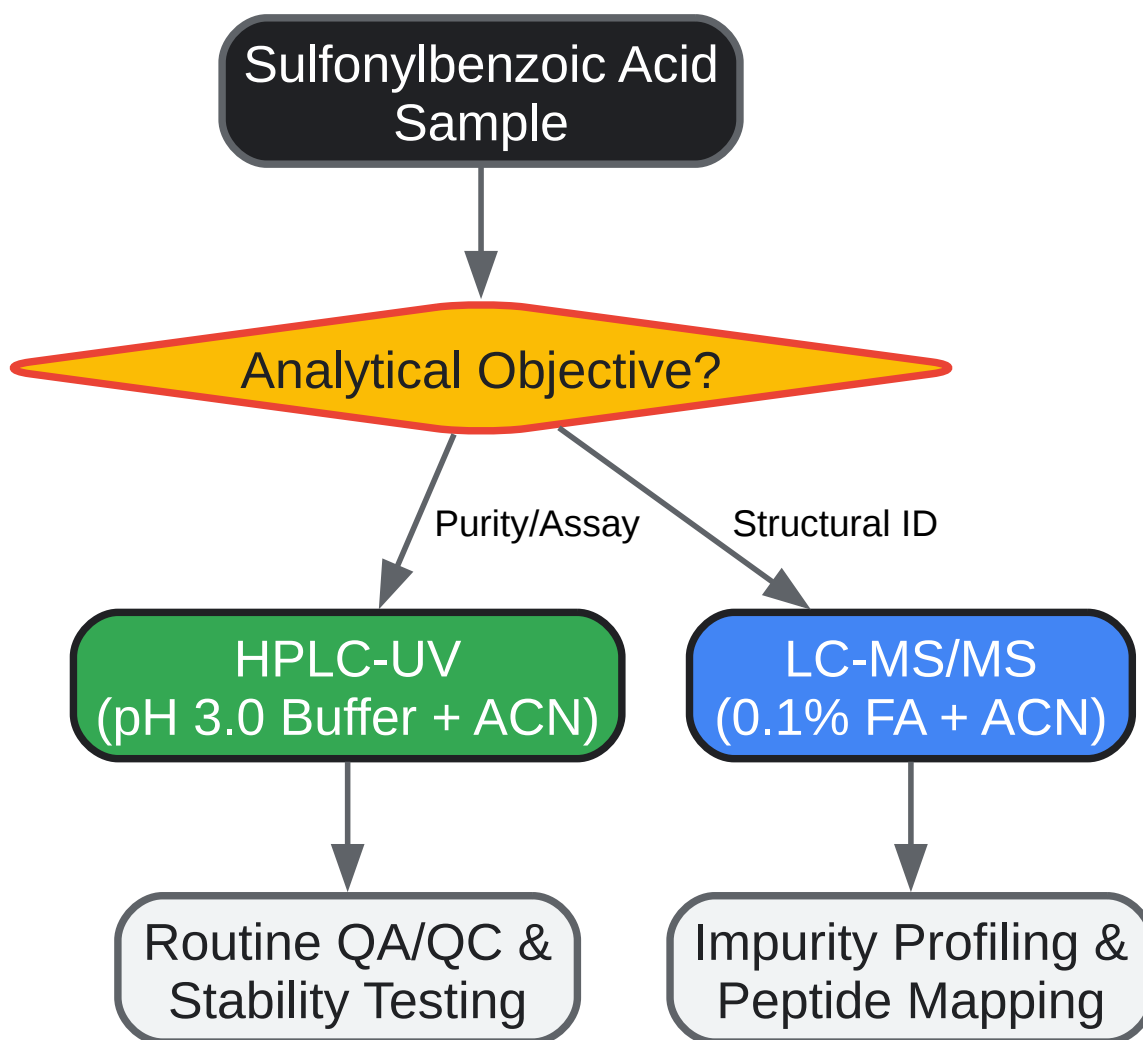 Sulfonylbenzoic Acid
Sample
Analytical Objective?
Purity/Assay
Structural ID
HPLC-UV
(pH 3.0 Buffer + ACN)
LC-MS/MS
(0.1% FA + ACN)
Routine QA/QC &
Stability Testing
Impurity Profiling &
Peptide Mapping